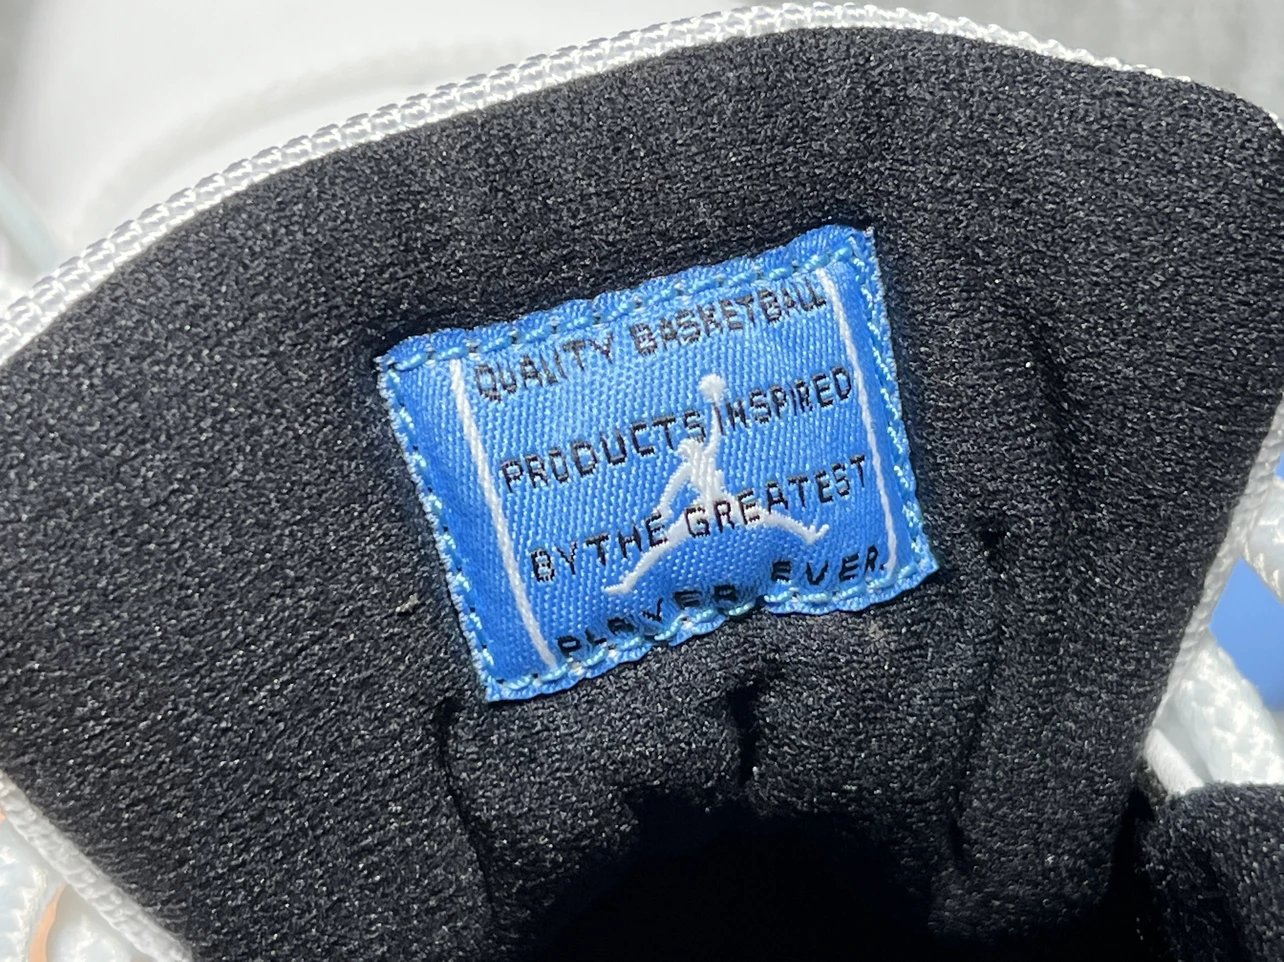 QUALITY BASKETBALL
PRODUCTS INSPIRED
BY THE GREATEST
PLAYER EVER.